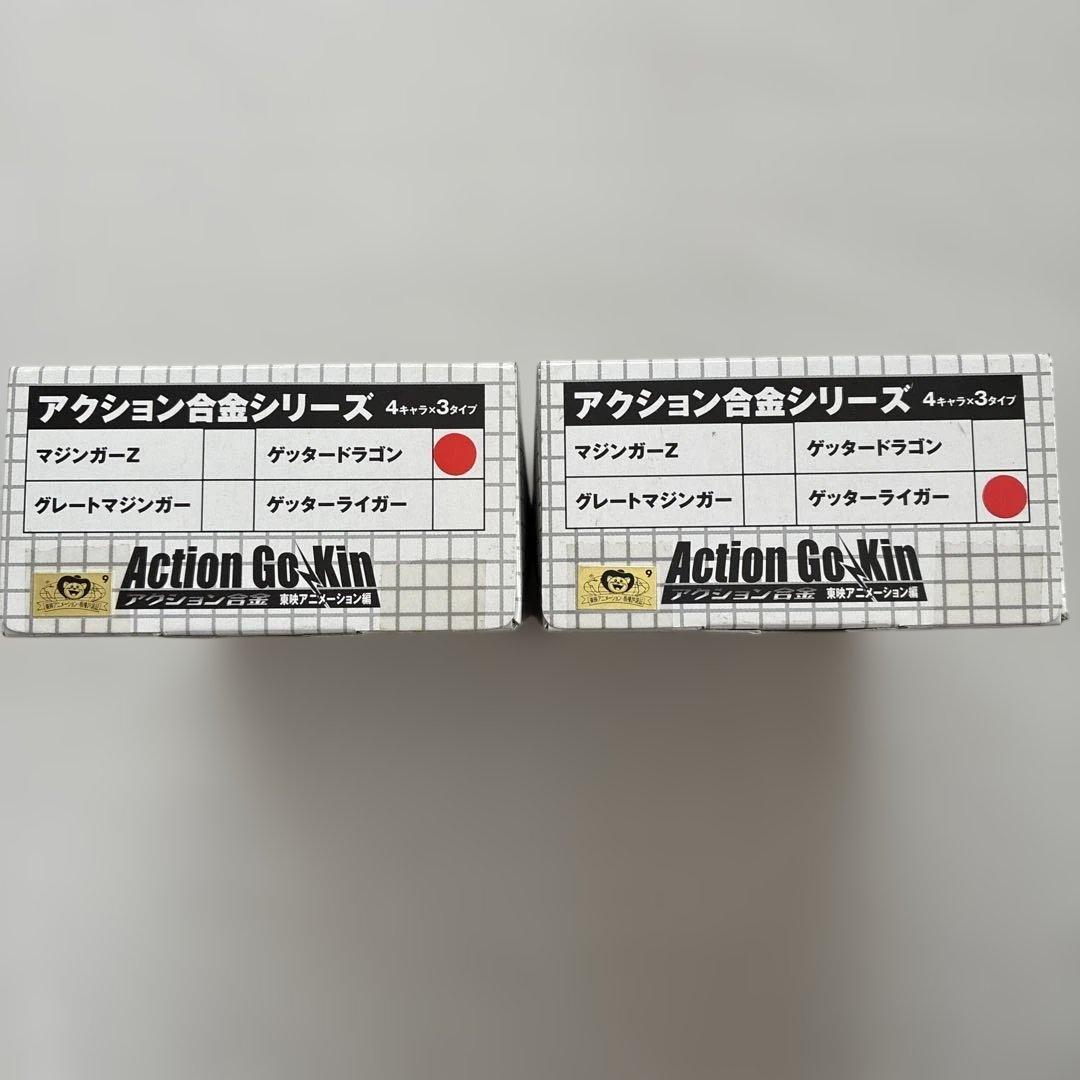 アクション合金シリーズ 4キャラ×3タイプ
マジンガーZ ゲッタードラゴン
グレートマジンガー ゲッターライガー
Action Go-Kin
アクション合金 東映アニメーション編
9
アクション合金シリーズ 4キャラ×3タイプ
マジンガーZ ゲッタードラゴン
グレートマジンガー ゲッターライガー
Action Go-Kin
アクション合金 東映アニメーション編
9